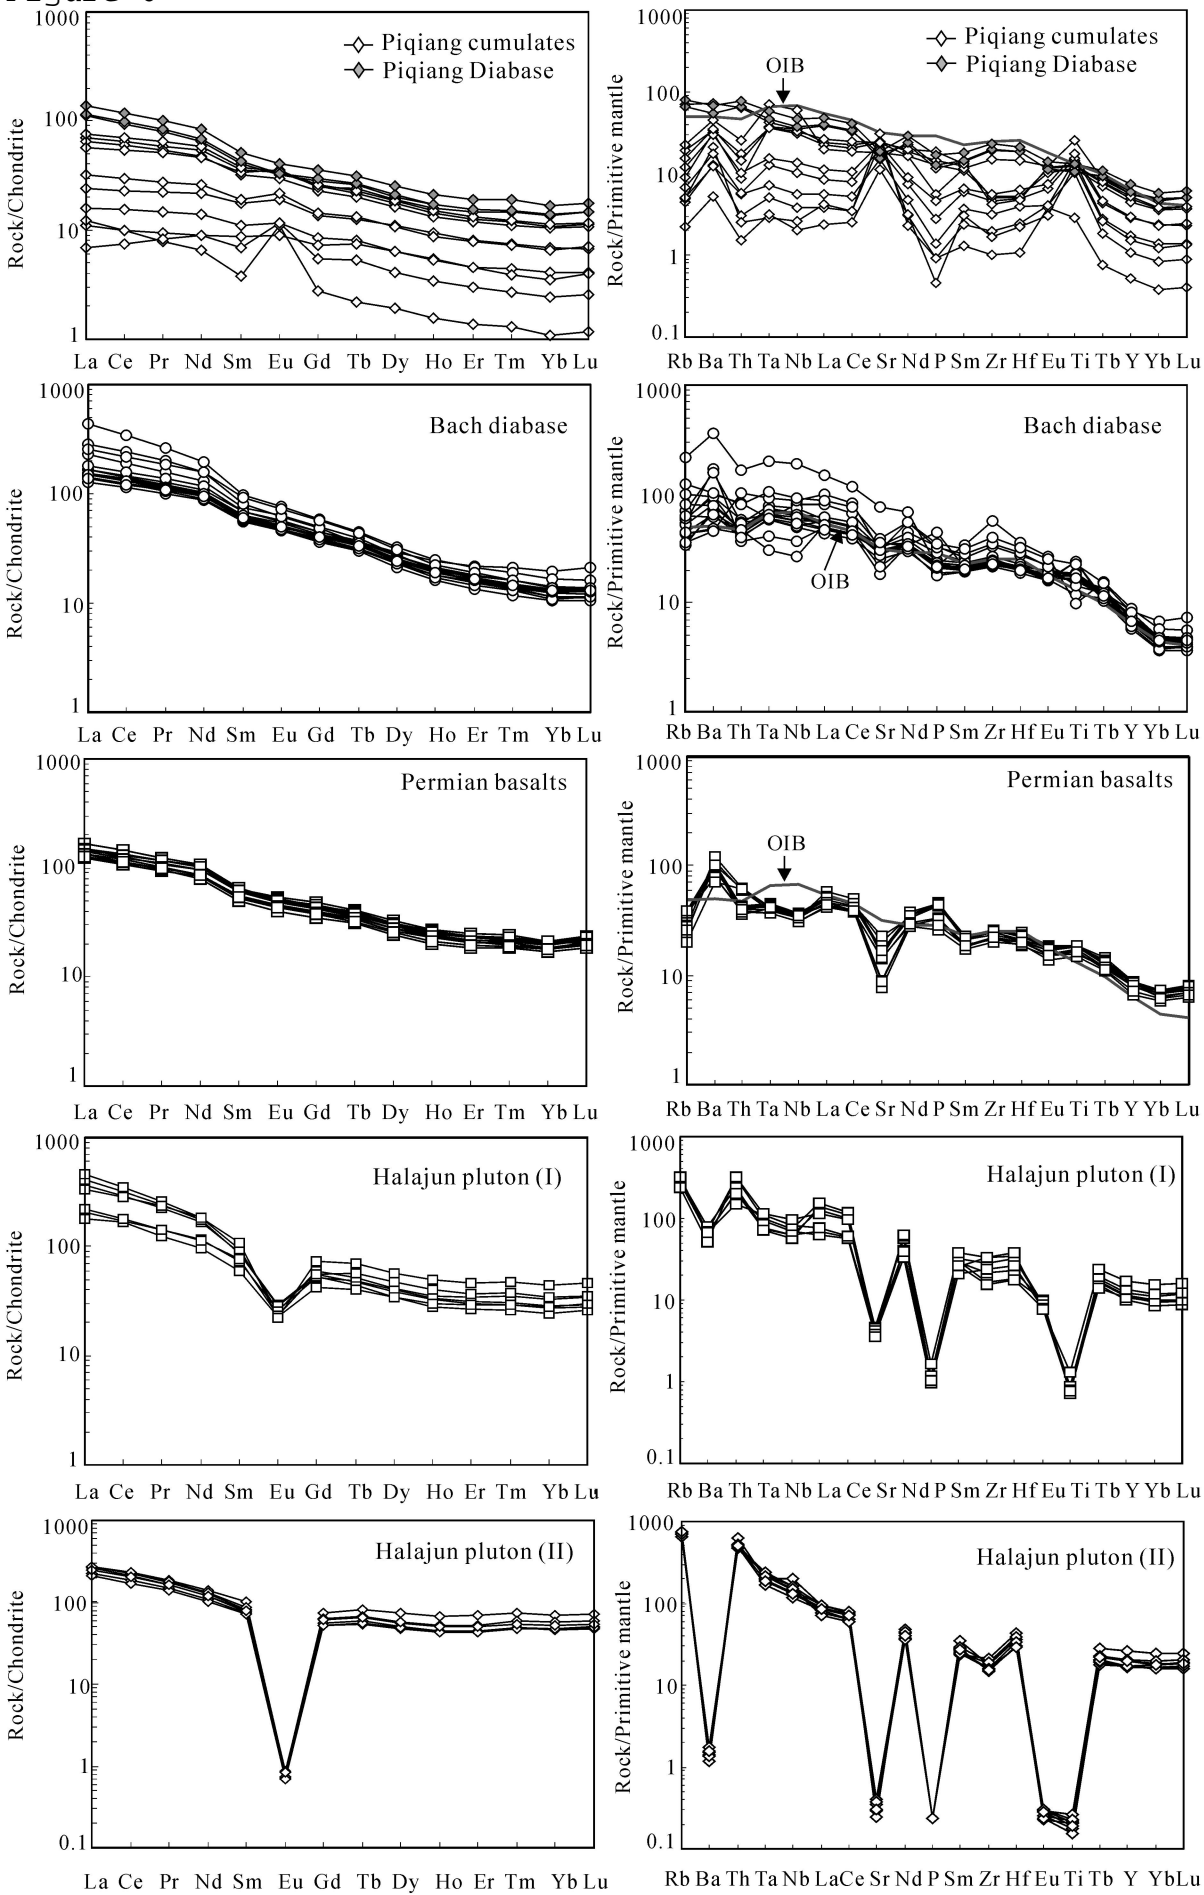 1000
Piqiang cumulates
Piqiang Diabase
100
10
1
Rock/Chondrite
La Ce Pr Nd Sm Eu Gd Tb Dy Ho Er Tm Yb Lu
1000
Piqiang cumulates
Piqiang Diabase
OIB
100
10
1
0.1
Rock/Primitive mantle
Rb Ba Th Ta Nb La Ce Sr Nd P Sm Zr Hf Eu Ti Tb Y Yb Lu
1000
Bach diabase
100
10
1
Rock/Chondrite
La Ce Pr Nd Sm Eu Gd Tb Dy Ho Er Tm Yb Lu
1000
Bach diabase
100
OIB
10
1
Rock/Primitive mantle
Rb Ba Th Ta Nb La Ce Sr Nd P Sm Zr Hf Eu Ti Tb Y Yb Lu
1000
Permian basalts
100
10
1
Rock/Chondrite
La Ce Pr Nd Sm Eu Gd Tb Dy Ho Er Tm Yb Lu
1000
Permian basalts
OIB
100
10
1
Rock/Primitive mantle
Rb Ba Th Ta Nb La Ce Sr Nd P Sm Zr Hf Eu Ti Tb Y Yb Lu
1000
Halajun pluton (I)
100
10
1
Rock/Chondrite
La Ce Pr Nd Sm Eu Gd Tb Dy Ho Er Tm Yb Lu
1000
Halajun pluton (I)
100
10
1
0.1
Rock/Primitive mantle
Rb Ba Th Ta Nb La Ce Sr Nd P Sm Zr Hf Eu Ti Tb Y Yb Lu
1000
Halajun pluton (II)
100
10
1
0.1
Rock/Chondrite
La Ce Pr Nd Sm Eu Gd Tb Dy Ho Er Tm Yb Lu
1000
Halajun pluton (II)
100
10
1
0.1
Rock/Primitive mantle
Rb Ba Th Ta Nb La Ce Sr Nd P Sm Zr Hf Eu Ti Tb Y Yb Lu